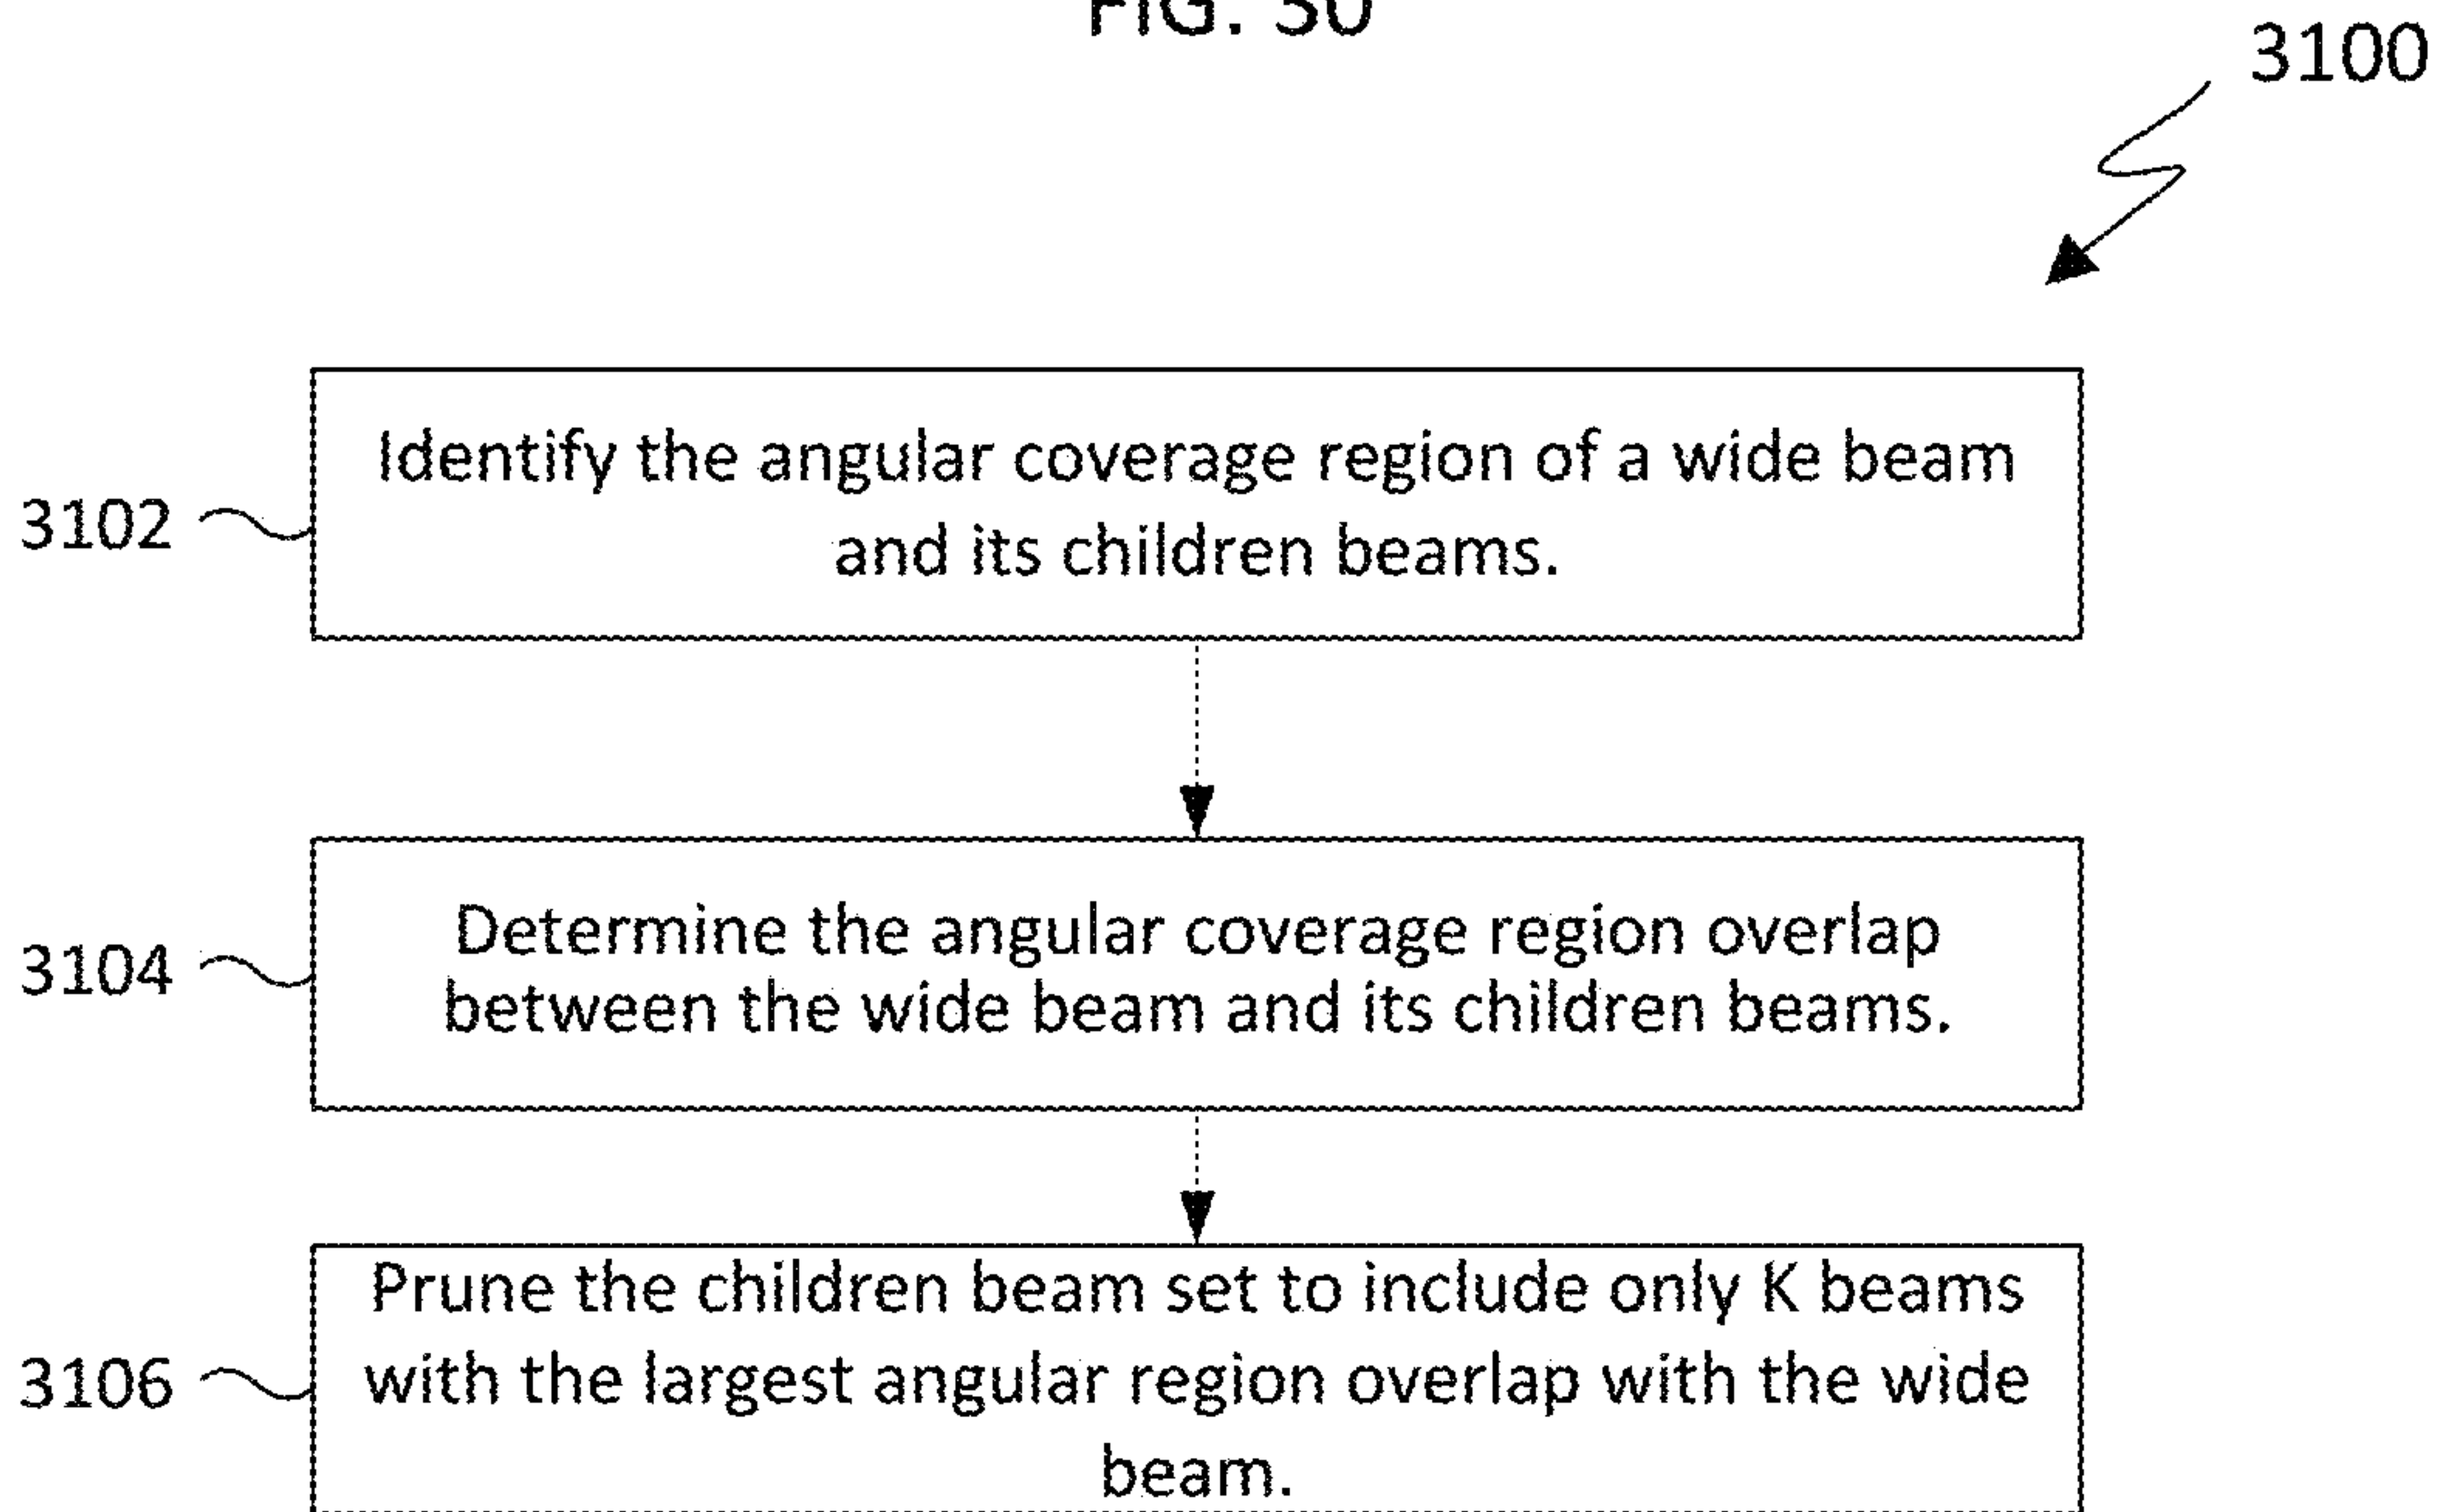 FIG. 30
3100
Identify the angular coverage region of a wide beam
and its children beams.
3102
Determine the angular coverage region overlap
between the wide beam and its children beams.
3104
Prune the children beam set to include only K beams
with the largest angular region overlap with the wide
beam.
3106